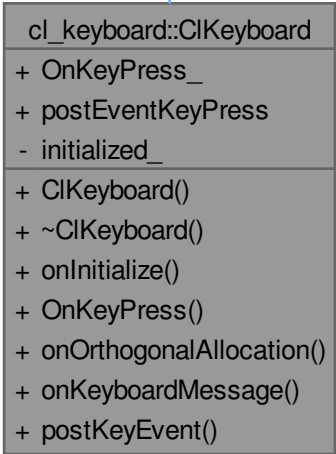 cl_keyboard::ClKeyboard
+ OnKeyPress_
+ postEventKeyPress
- initialized_
+ ClKeyboard()
+ ~ClKeyboard()
+ onInitialize()
+ OnKeyPress()
+ onOrthogonalAllocation()
+ onKeyboardMessage()
+ postKeyEvent()